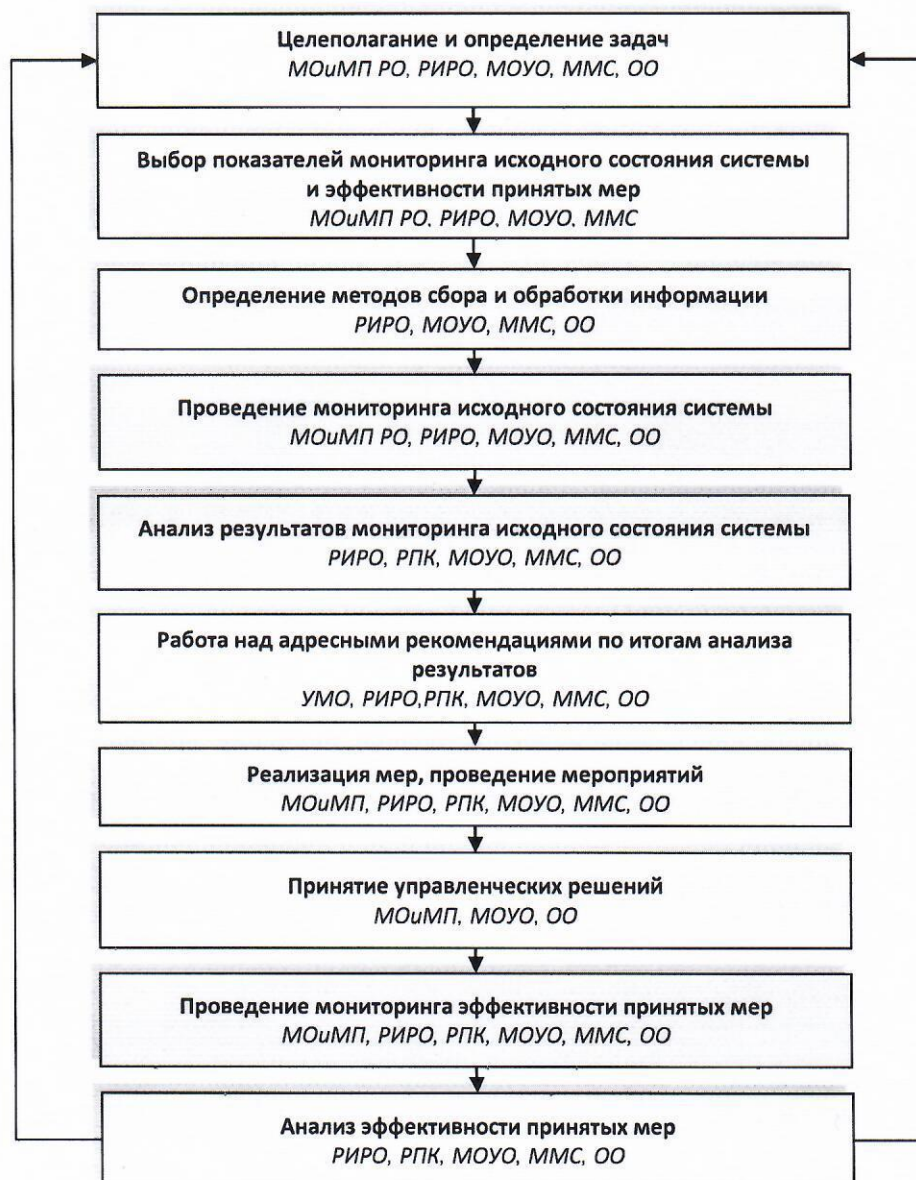 Целеполагание и определение задач
МОиМП РО, РИРО, МОУО, ММС, ОО
Выбор показателей мониторинга исходного состояния системы
и эффективности принятых мер
МОиМП РО, РИРО, МОУО, ММС
Определение методов сбора и обработки информации
РИРО, МОУО, ММС, ОО
Проведение мониторинга исходного состояния системы
МОиМП РО, РИРО, МОУО, ММС, ОО
Анализ результатов мониторинга исходного состояния системы
РИРО, РПК, МОУО, ММС, ОО
Работа над адресными рекомендациями по итогам анализа
результатов
УМО, РИРО,РПК, МОУО, ММС, ОО
Реализация мер, проведение мероприятий
МОиМП, РИРО, РПК, МОУО, ММС, ОО
Принятие управленческих решений
МОиМП, МОУО, ОО
Проведение мониторинга эффективности принятых мер
МОиМП, РИРО, РПК, МОУО, ММС, ОО
Анализ эффективности принятых мер
РИРО, РПК, МОУО, ММС, ОО